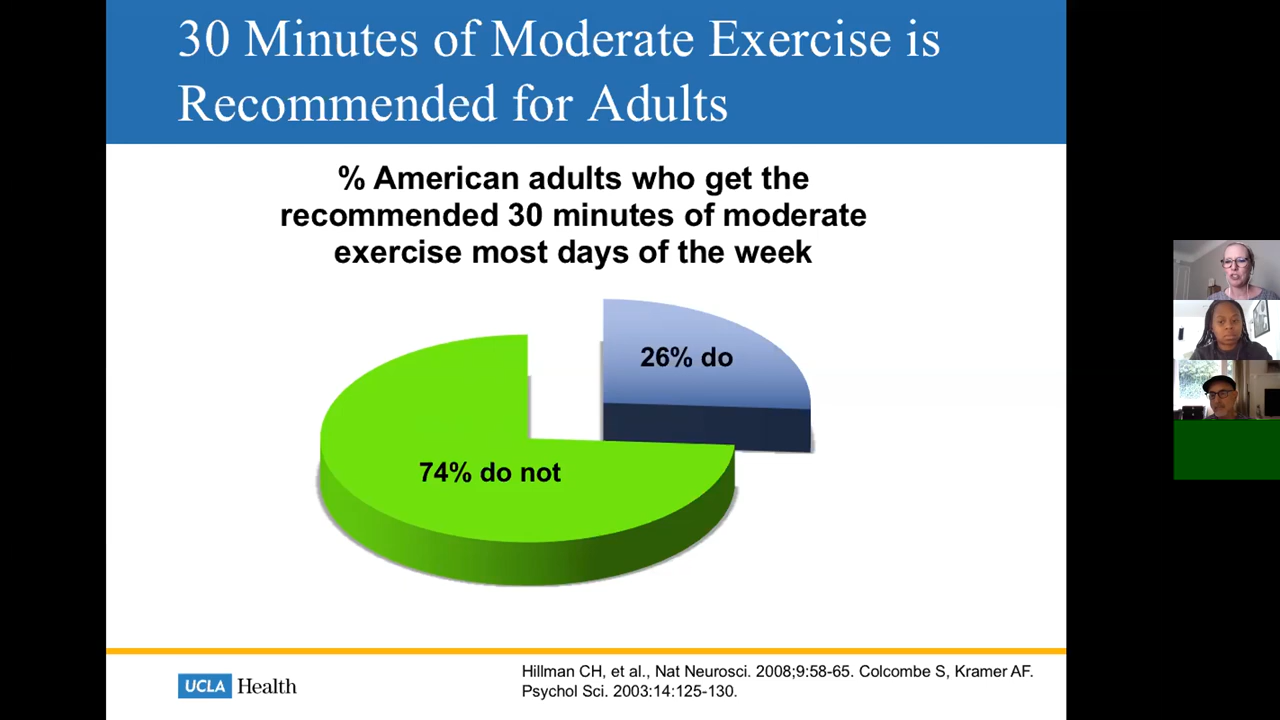 30 Minutes of Moderate Exercise is
Recommended for Adults
% American adults who get the
recommended 30 minutes of moderate
exercise most days of the week
26% do
74% do not
Hillman CH, et al., Nat Neurosci. 2008;9:58-65. Colcombe S, Kramer AF.
Psychol Sci. 2003:14:125-130.
UCLA Health